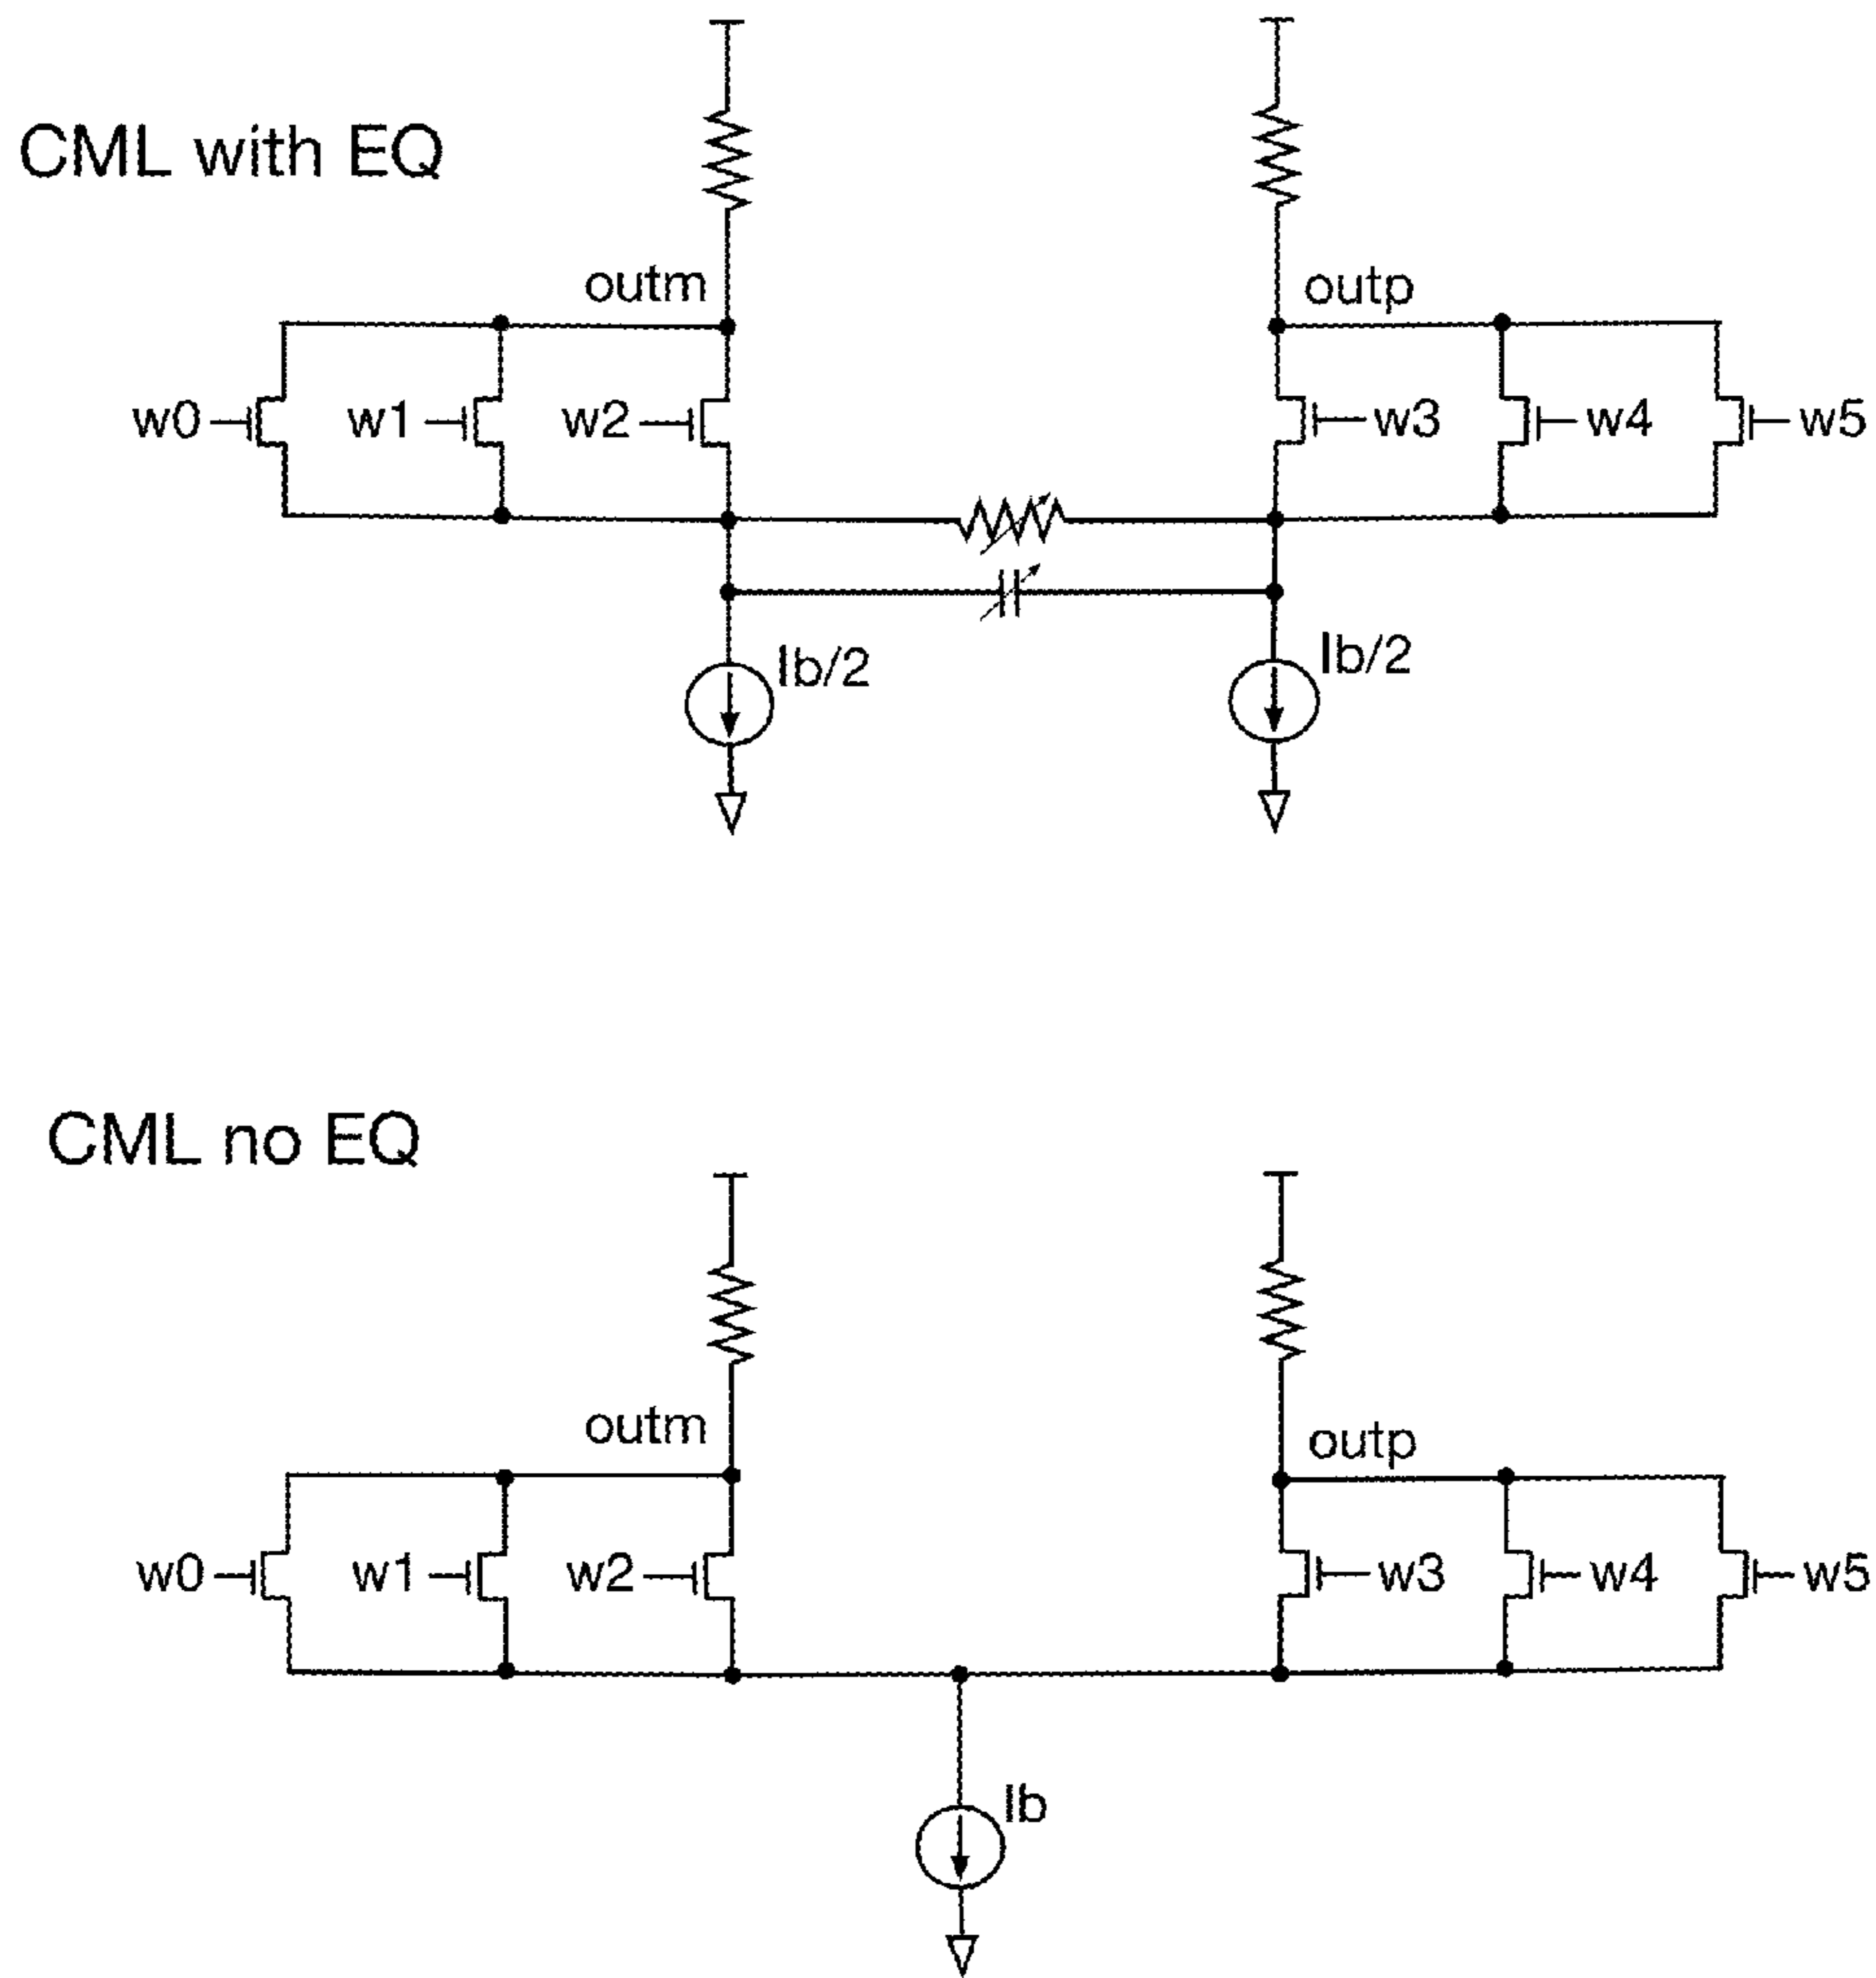 CML with EQ
outm
outp
w0
w1
w2
w3
w4
w5
Ib/2
Ib/2
CML no EQ
outm
outp
w0
w1
w2
w3
w4
w5
Ib